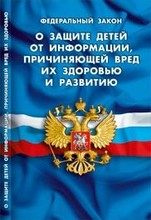 ФЕДЕРАЛЬНЫЙ ЗАКОН
О ЗАЩИТЕ ДЕТЕЙ
ОТ ИНФОРМАЦИИ,
ПРИЧИНЯЮЩЕЙ ВРЕД
ИХ ЗДОРОВЬЮ
И РАЗВИТИЮ
О ЗАЩИТЕ ДЕТЕЙ ОТ ИНФОРМАЦИИ, ПРИЧИНЯЮЩЕЙ ВРЕД ИХ ЗДОРОВЬЮ И РАЗВИТИЮ